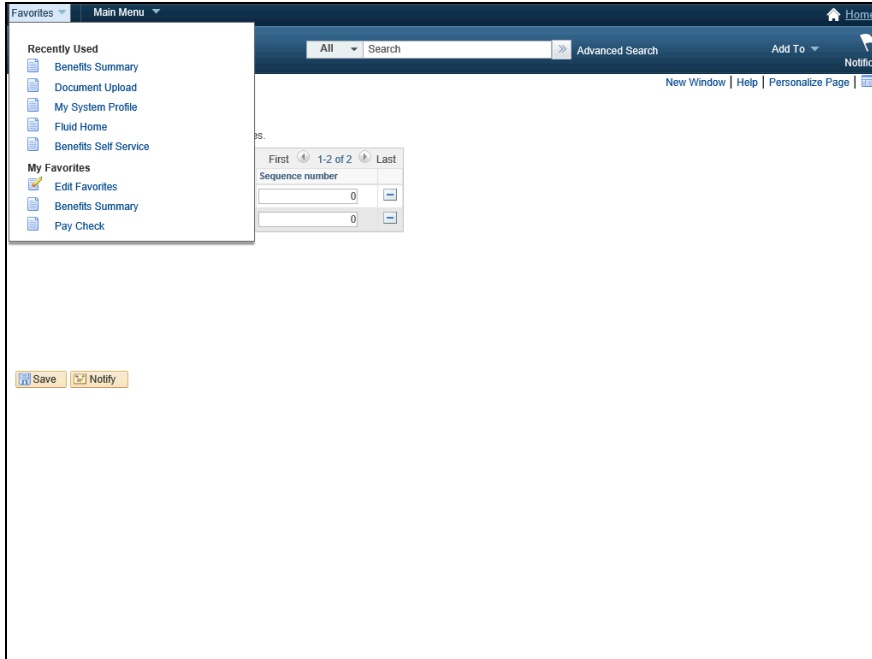 Favorites Main Menu Home
All Search Advanced Search Add To
Notific
New Window | Help | Personalize Page |
Recently Used
Benefits Summary
Document Upload
My System Profile
Fluid Home
Benefits Self Service
My Favorites
Edit Favorites
Benefits Summary
Pay Check
es.
First 1-2 of 2 Last
Sequence number
0
0
Save Notify